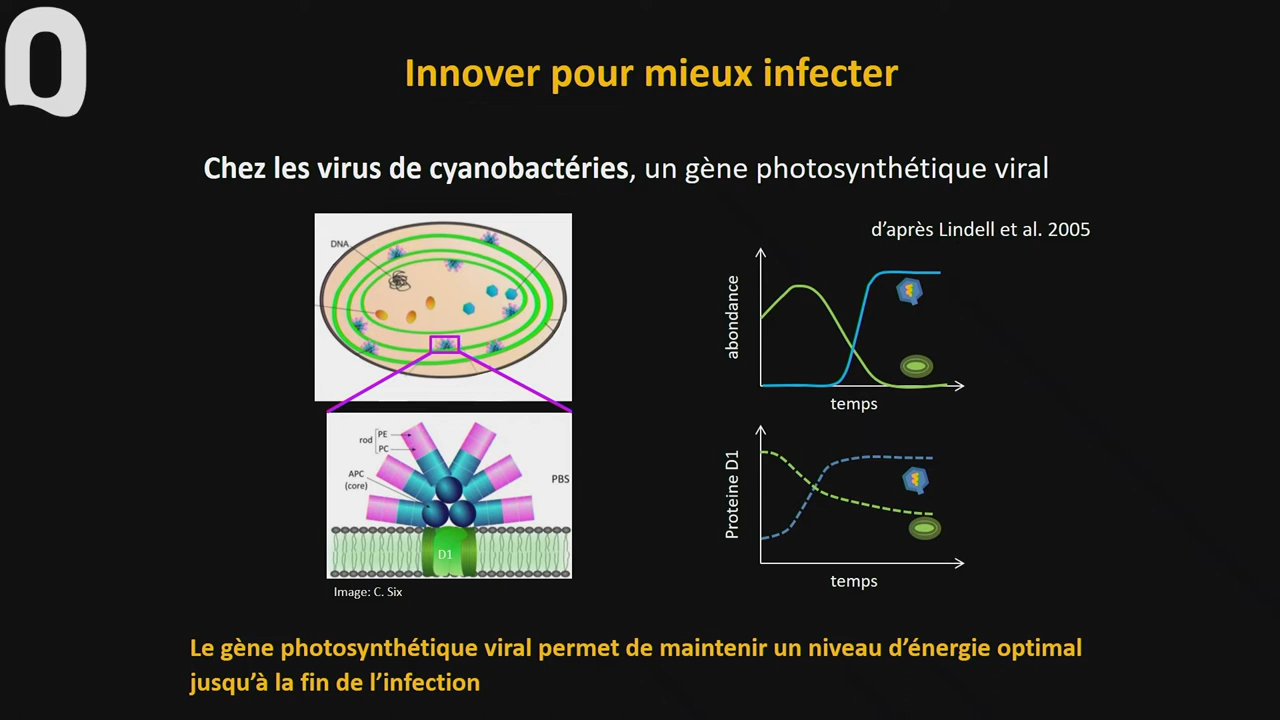 Q
Innover pour mieux infecter
Chez les virus de cyanobactéries, un gène photosynthétique viral
d'après Lindell et al. 2005
DNA
abondance
temps
rod
PE
PC
APC
(core)
PBS
D1
Proteine D1
temps
Image: C. Six
Le gène photosynthétique viral permet de maintenir un niveau d'énergie optimal
jusqu'à la fin de l'infection